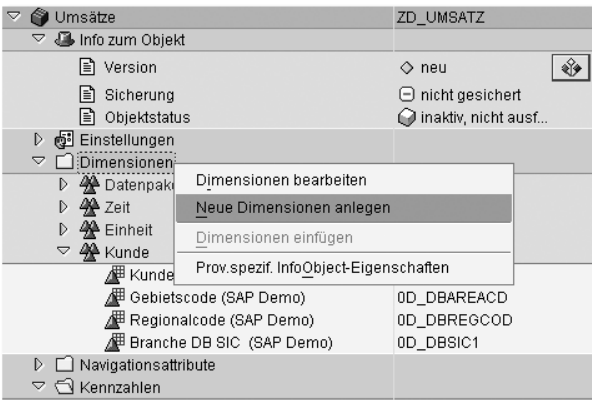 Umsätze ZD_UMSATZ
Info zum Objekt
Version neu
Sicherung nicht gesichert
Objektstatus inaktiv, nicht ausf...
Einstellungen
Dimensionen
Dimensionen bearbeiten
Datenpake
Neue Dimensionen anlegen
Zeit
Dimensionen einfügen
Einheit
Kunde
Prov.spezif. InfoObject-Eigenschaften
Kunde
Gebietscode (SAP Demo) 0D_DBAREACD
Regionalcode (SAP Demo) 0D_DBREGCOD
Branche DB SIC (SAP Demo) 0D_DBSIC1
Navigationsattribute
Kennzahlen